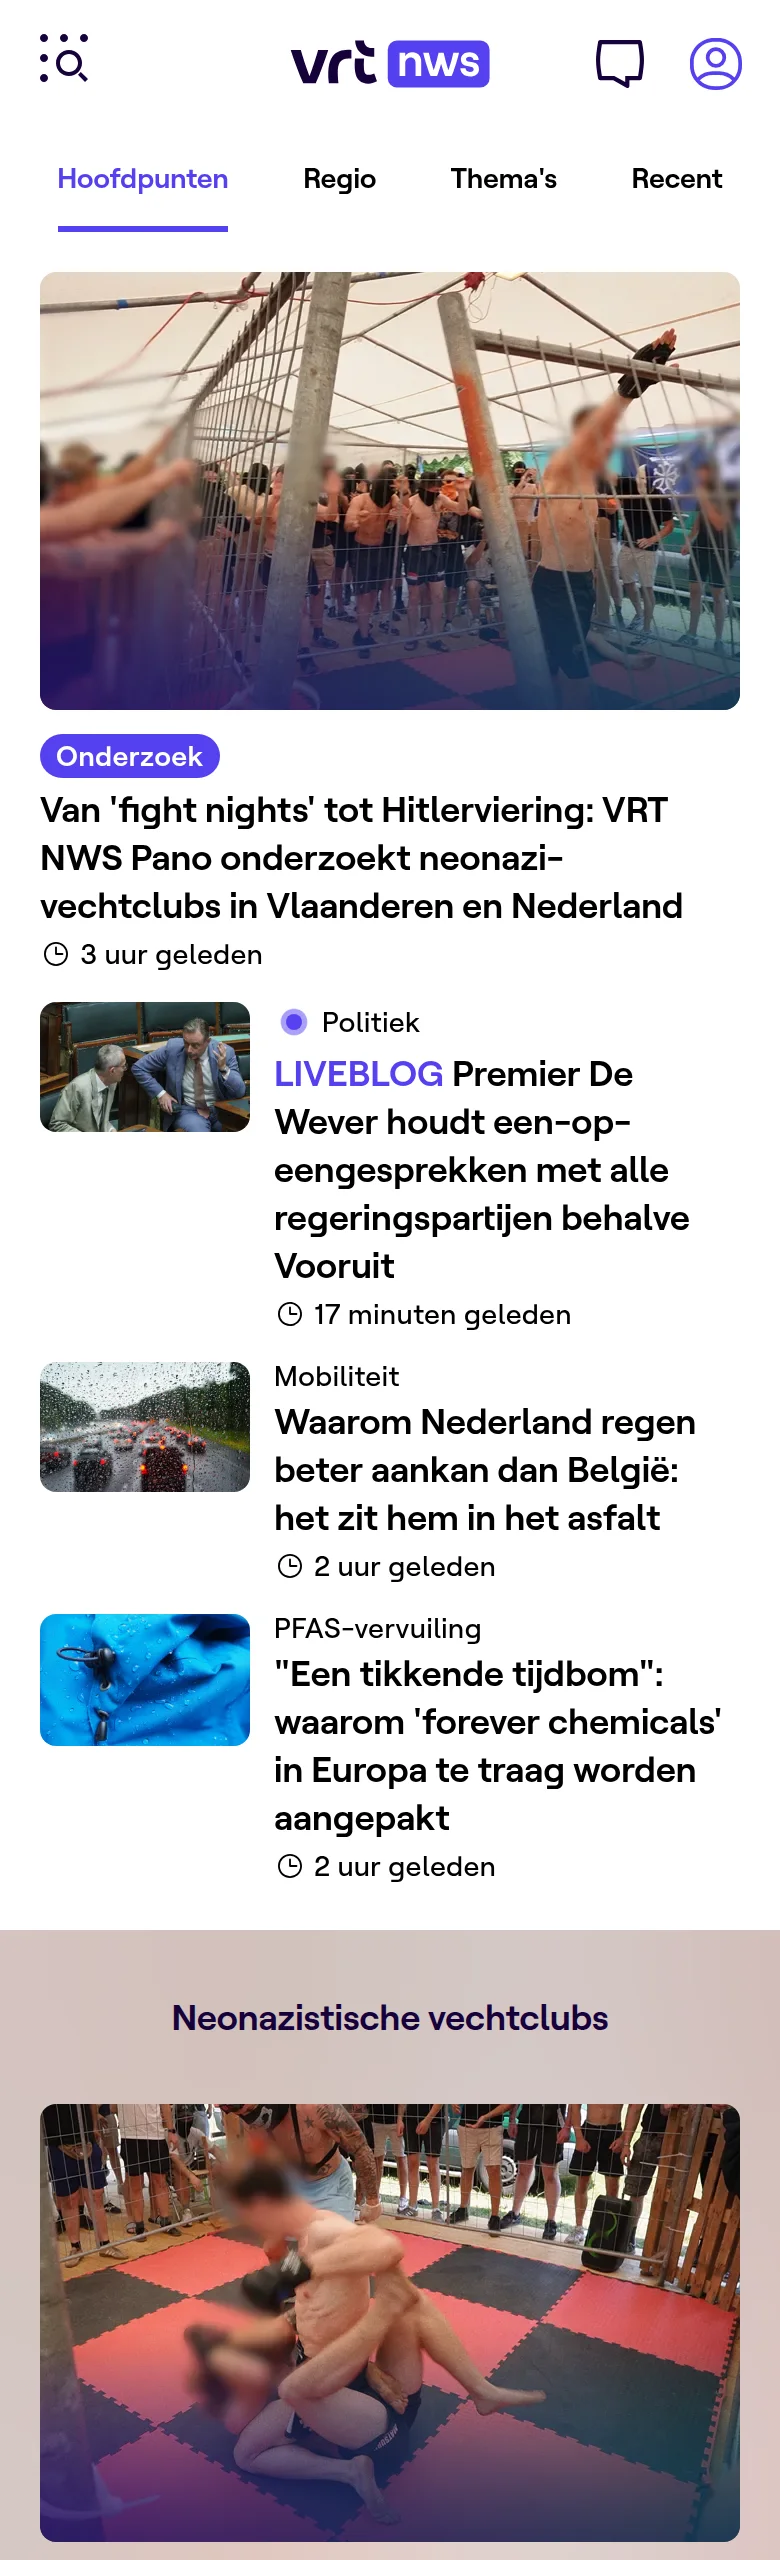 vrt nws
Hoofdpunten
Regio
Thema's
Recent
Onderzoek
Van 'fight nights' tot Hitlerviering: VRT
NWS Pano onderzoekt neonazi-
vechtclubs in Vlaanderen en Nederland
3 uur geleden
Politiek
LIVEBLOG Premier De
Wever houdt een-op-
eengesprekken met alle
regeringspartijen behalve
Vooruit
17 minuten geleden
Mobiliteit
Waarom Nederland regen
beter aankan dan België:
het zit hem in het asfalt
2 uur geleden
PFAS-vervuiling
"Een tikkende tijdbom":
waarom 'forever chemicals'
in Europa te traag worden
aangepakt
2 uur geleden
Neonazistische vechtclubs